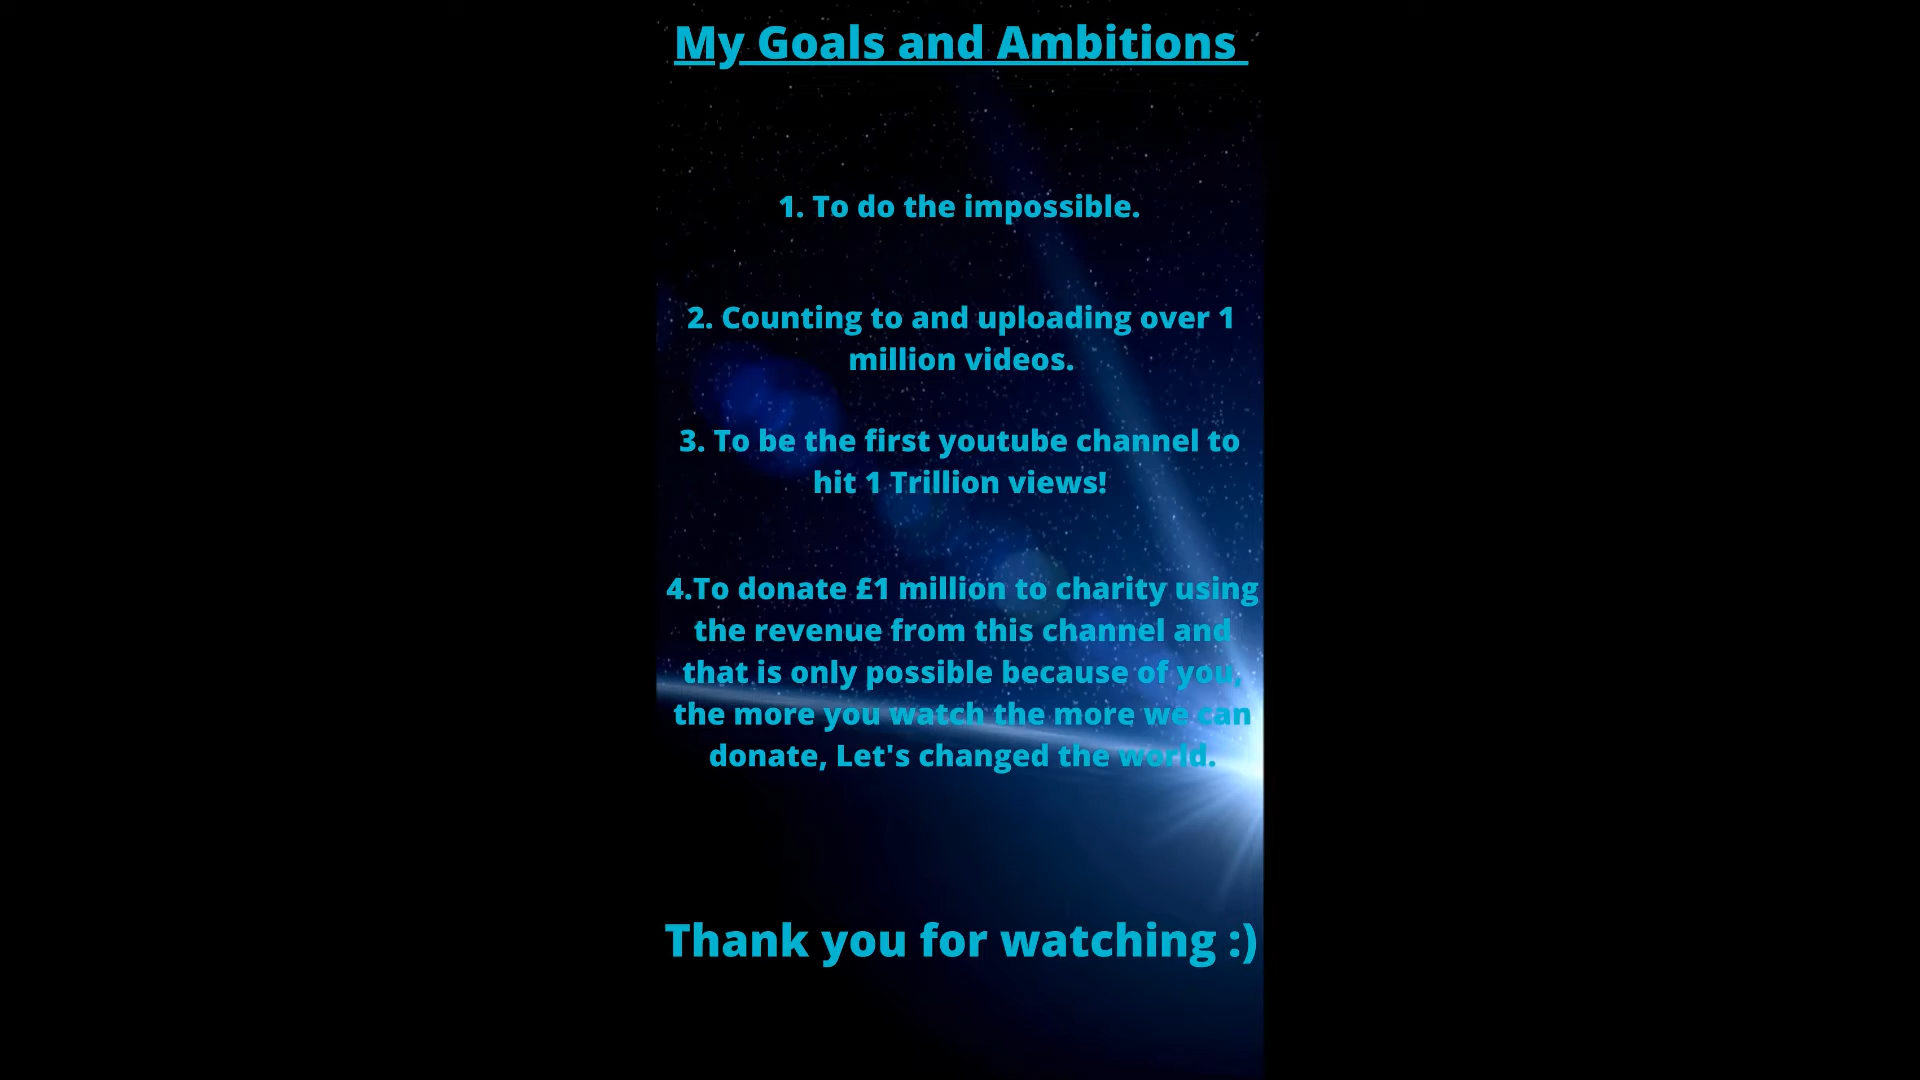 My Goals and Ambitions
1. To do the impossible.
2. Counting to and uploading over 1
million videos.
3. To be the first youtube channel to
hit 1 Trillion views!
4.To donate £1 million to charity using
the revenue from this channel and
that is only possible because of you,
the more you watch the more we can
donate, Let's changed the world.
Thank you for watching :)